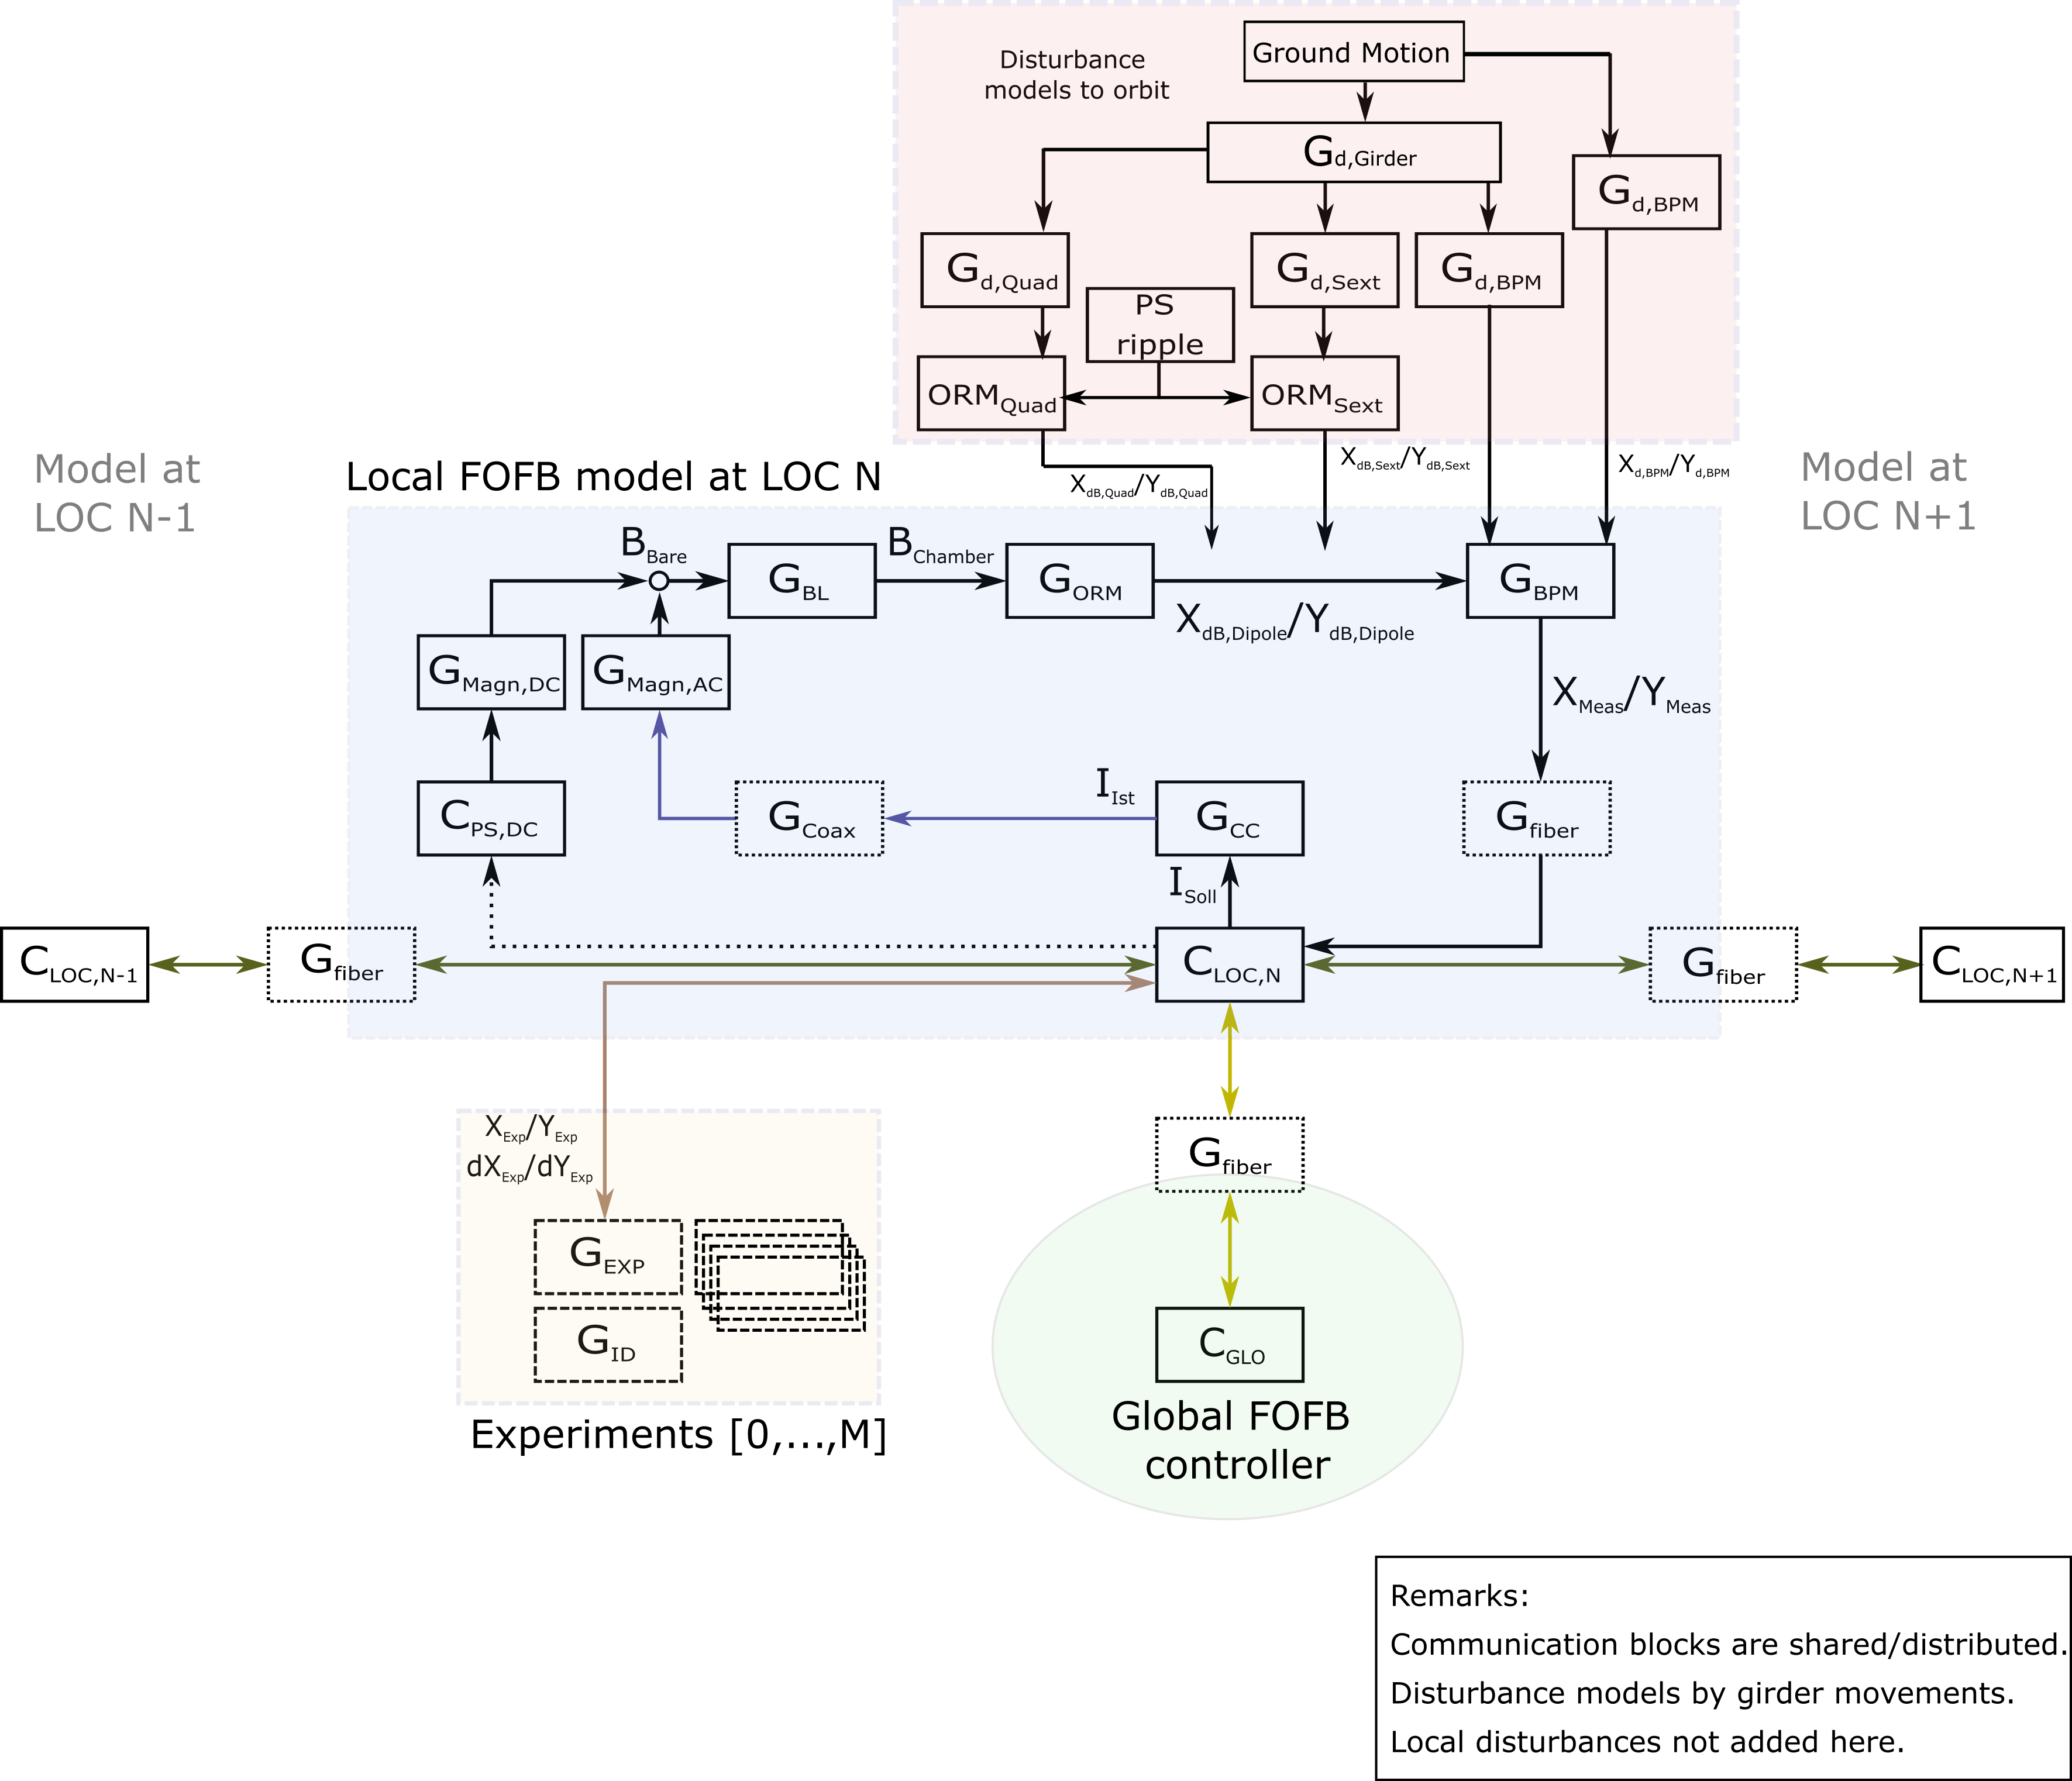 Ground Motion
Disturbance
models to orbit
Gd,Girder
Gd,BPM
Gd,Quad
Gd,Sext
Gd,BPM
PS
ripple
ORMQuad
ORMSext
XdB,Quad/YdB,Quad
XdB,Sext/YdB,Sext
Xd,BPM/Yd,BPM
Model at
LOC N-1
Local FOFB model at LOC N
Model at
LOC N+1
BBare
GBL
BChamber
GORM
XdB,Dipole/YdB,Dipole
GBPM
GMagn,DC
GMagn,AC
XMeas/YMeas
CPS,DC
GCoax
IIst
GCC
Gfiber
ISoll
CLOC,N-1
Gfiber
CLOC,N
Gfiber
CLOC,N+1
XExp/YExp
dXExp/dYExp
Gfiber
GEXP
GID
CGLO
Experiments [0,...,M]
Global FOFB
controller
Remarks:
Communication blocks are shared/distributed.
Disturbance models by girder movements.
Local disturbances not added here.